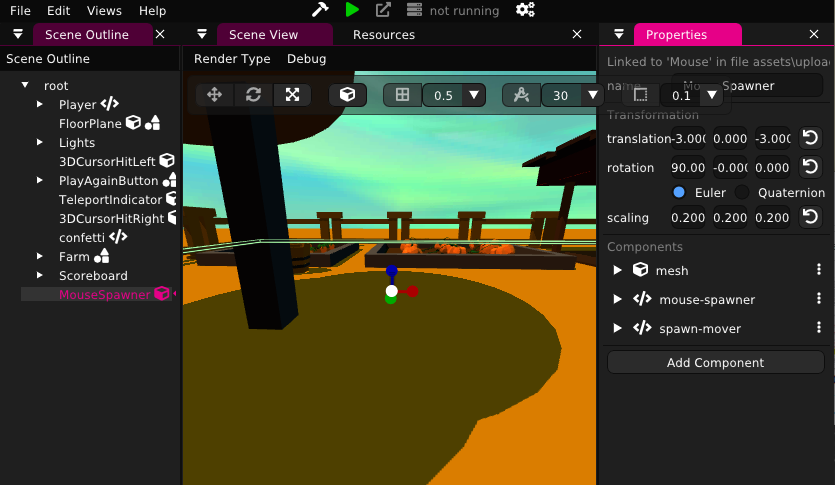 File Edit Views Help not running
Scene Outline Scene View Resources Properties
Scene Outline
root
Player
FloorPlane
Lights
3DCursorHitLeft
PlayAgainButton
TeleportIndicator
3DCursorHitRight
confetti
Farm
Scoreboard
MouseSpawner
Render Type Debug
0.5 30 0.1
Linked to 'Mouse' in file assets\uploa
name Spawner
Transformation
translation -3.000 0.000 -3.000
rotation 90.00 -0.000 0.000
Euler Quaternion
scaling 0.200 0.200 0.200
Components
mesh
mouse-spawner
spawn-mover
Add Component